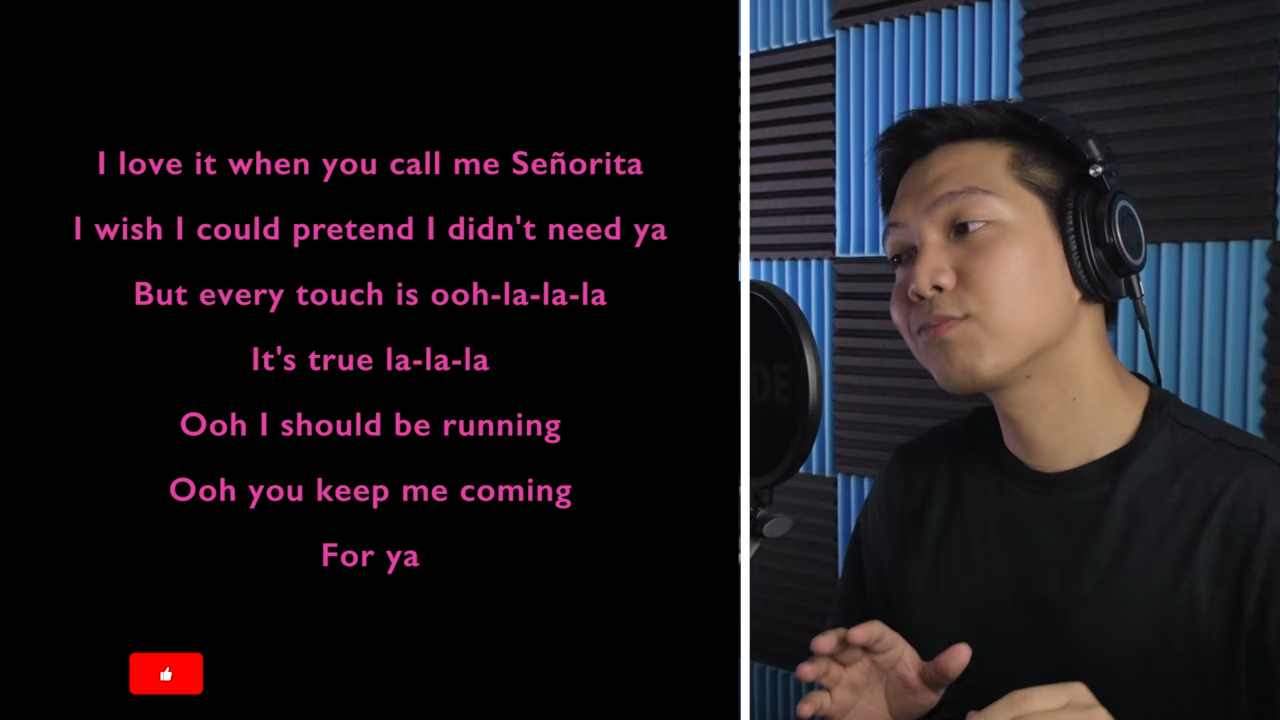 I love it when you call me Señorita
I wish I could pretend I didn't need ya
But every touch is ooh-la-la-la
It's true la-la-la
Ooh I should be running
Ooh you keep me coming
For ya